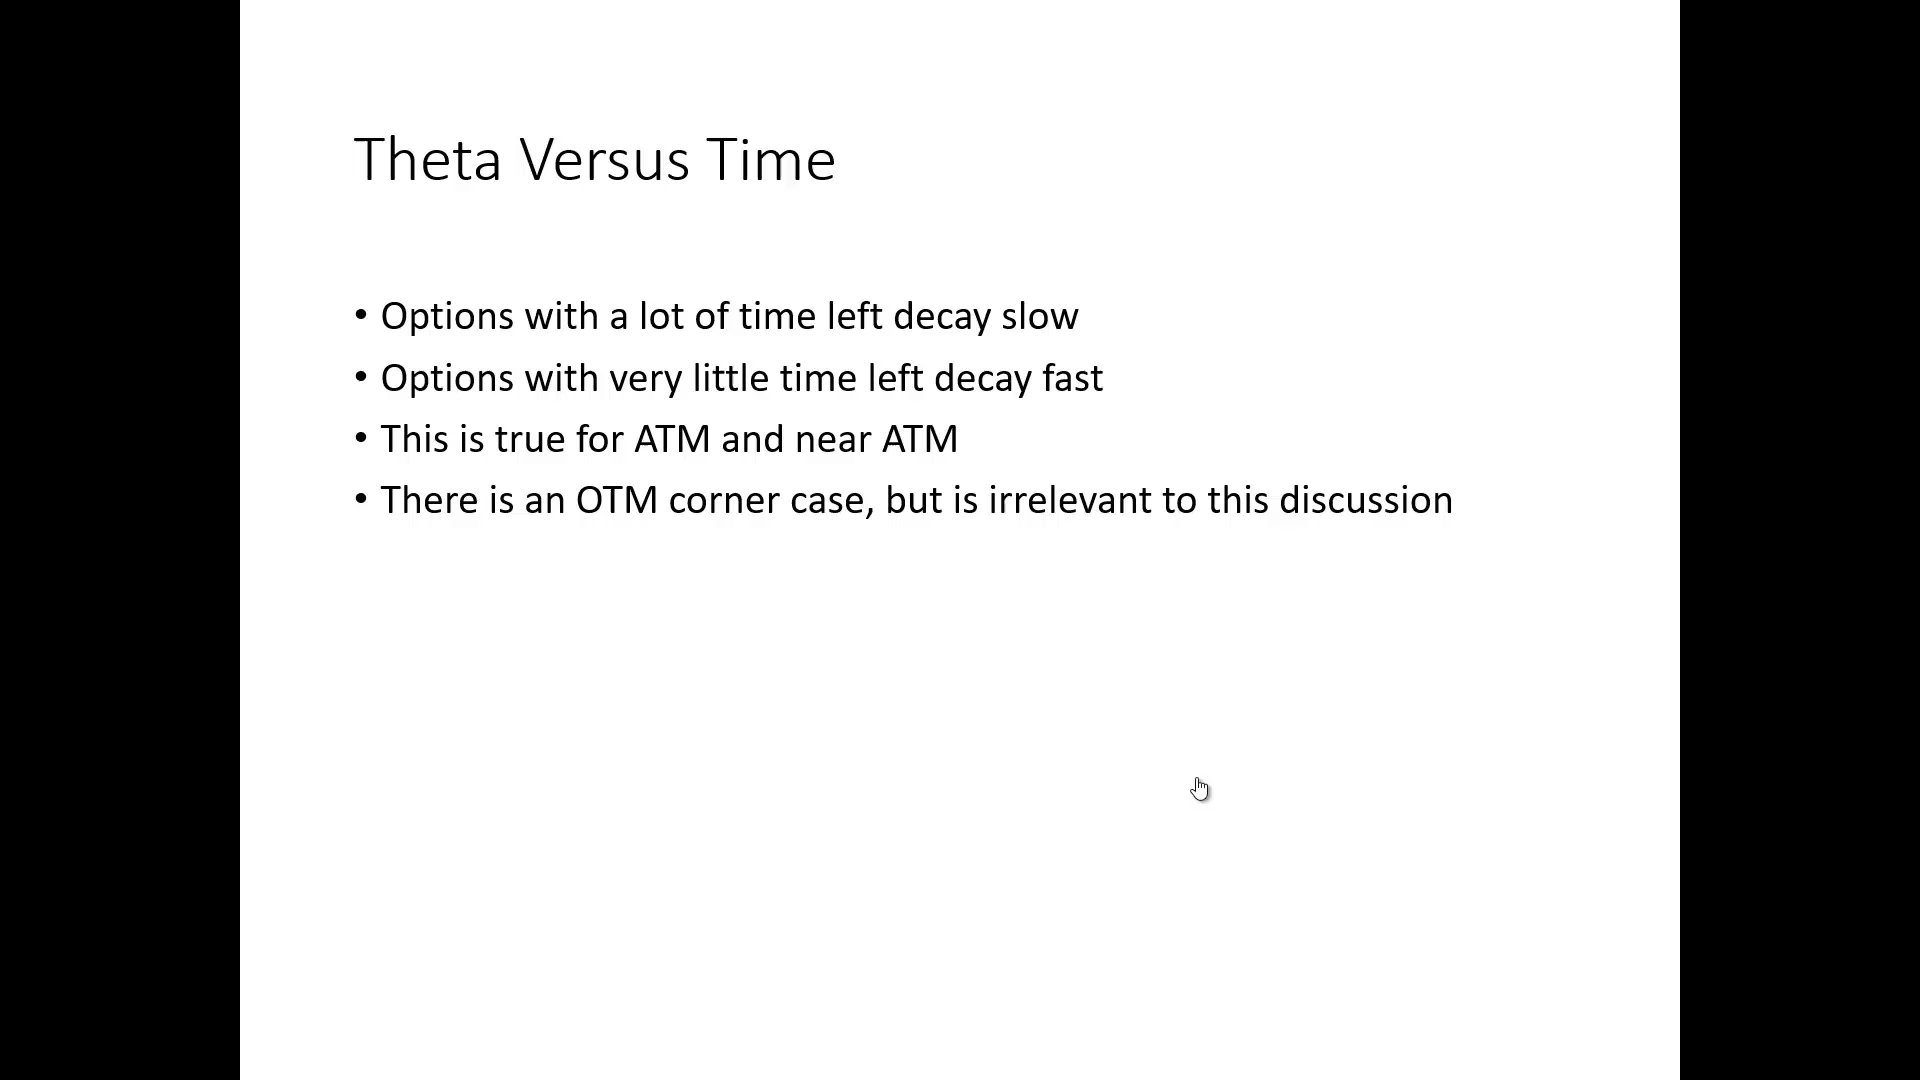 Theta Versus Time
• Options with a lot of time left decay slow
• Options with very little time left decay fast
• This is true for ATM and near ATM
• There is an OTM corner case, but is irrelevant to this discussion